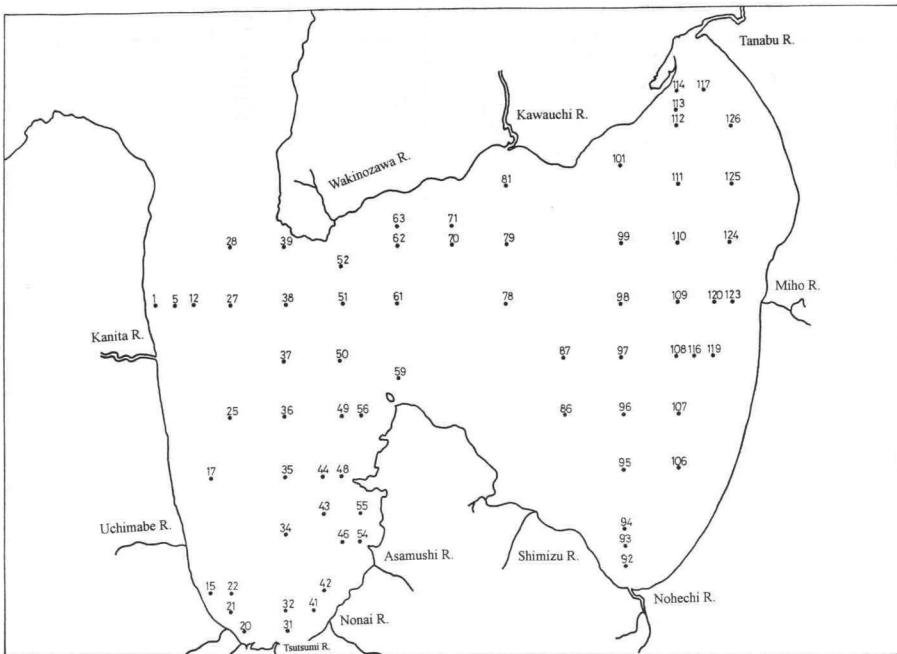 Tanabu R.
114 117
113
Kawauchi R.
112 126
101
Wakinozawa R.
81 111 125
63 71
28 39 62 70 79 99 110 124
52
1 5 12 27 38 51 61 78 98 109 120 123
Miho R.
Kanita R.
37 50 87 97 108 116 119
59
25 36 49 56 86 96 107
17 35 44 48 95 106
43 55
Uchimabe R.
34 46 54 94
93
Asamushi R.
Shimizu R.
92
15 22 42
Nohechi R.
21 32 41
Nonai R.
20 31
Tsutsumi R.